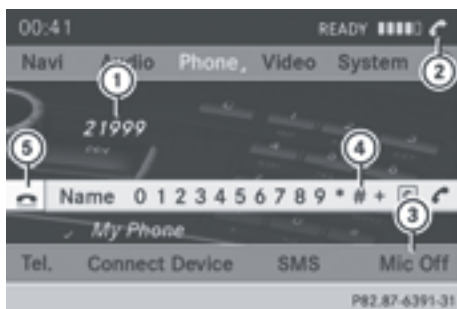 00:41 READY
Navi Audio Phone Video System
1
2
21999
5
4
Name 0 1 2 3 4 5 6 7 8 9 * # +
3
My Phone
Tel. Connect Device SMS Mic Off
P82.87-6391-31